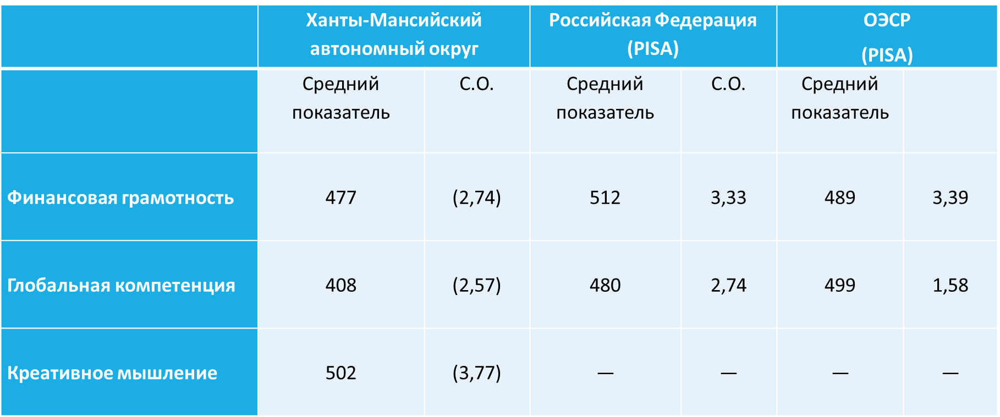 Ханты-Мансийский
автономный округ
Российская Федерация
(PISA)
ОЭСР
(PISA)
Средний
показатель
С.О.
Средний
показатель
С.О.
Средний
показатель
Финансовая грамотность 477 (2,74) 512 3,33 489 3,39
Глобальная компетенция 408 (2,57) 480 2,74 499 1,58
Креативное мышление 502 (3,77) — — — —